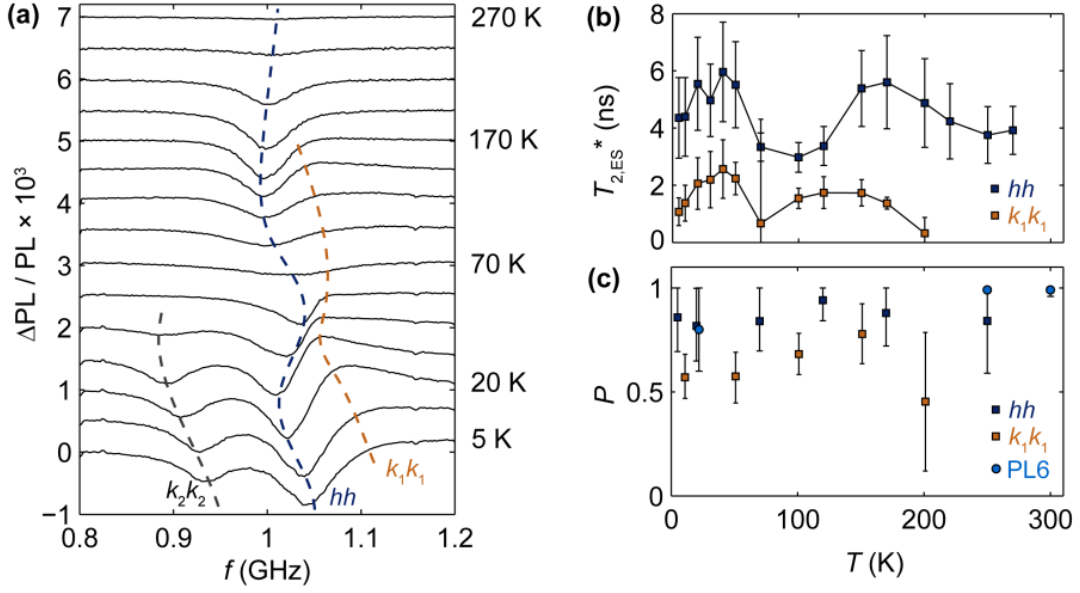 (a)
7
6
5
4
3
2
1
0
−1
ΔPL / PL × 10³
270 K
170 K
70 K
20 K
5 K
k₂k₂
hh
k₁k₁
0.8
0.9
1
1.1
1.2
f (GHz)
(b)
8
6
4
2
0
T₂,ES* (ns)
hh
k₁k₁
(c)
1
0.5
0
P
hh
k₁k₁
PL6
0
100
200
300
T (K)